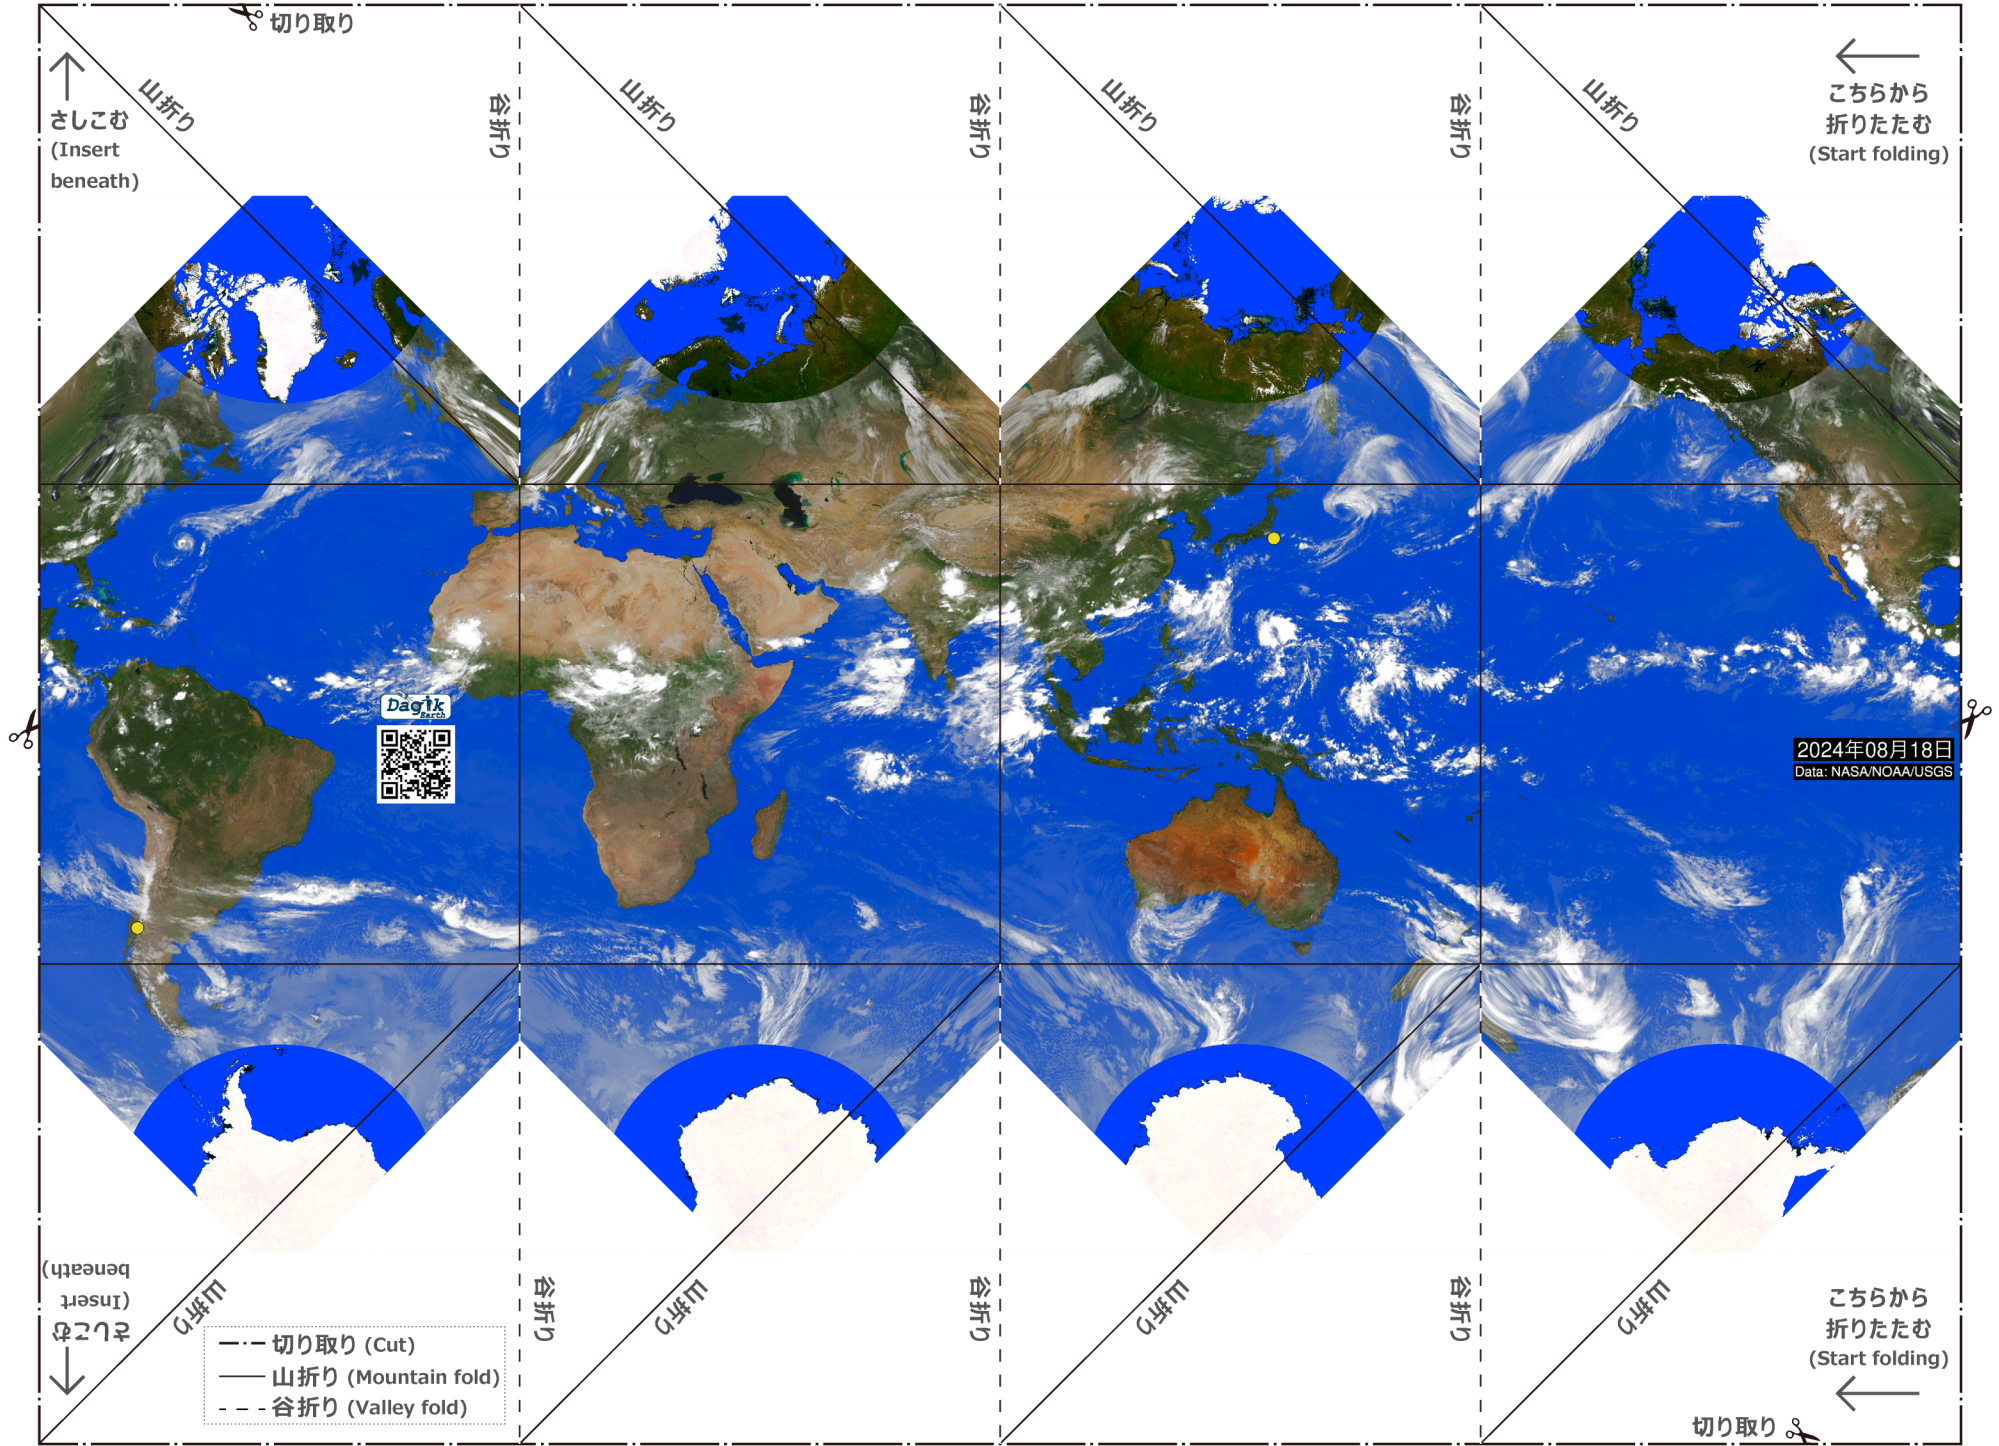 切り取り
さしこむ
(Insert
beneath)
山折り
谷折り
山折り
谷折り
山折り
谷折り
山折り
こちらから
折りたたむ
(Start folding)
Dagik
Earth
2024年08月18日
Data: NASA/NOAA/USGS
さしこむ
(Insert
beneath)
山折り
谷折り
山折り
谷折り
山折り
谷折り
山折り
こちらから
折りたたむ
(Start folding)
切り取り (Cut)
山折り (Mountain fold)
谷折り (Valley fold)
切り取り